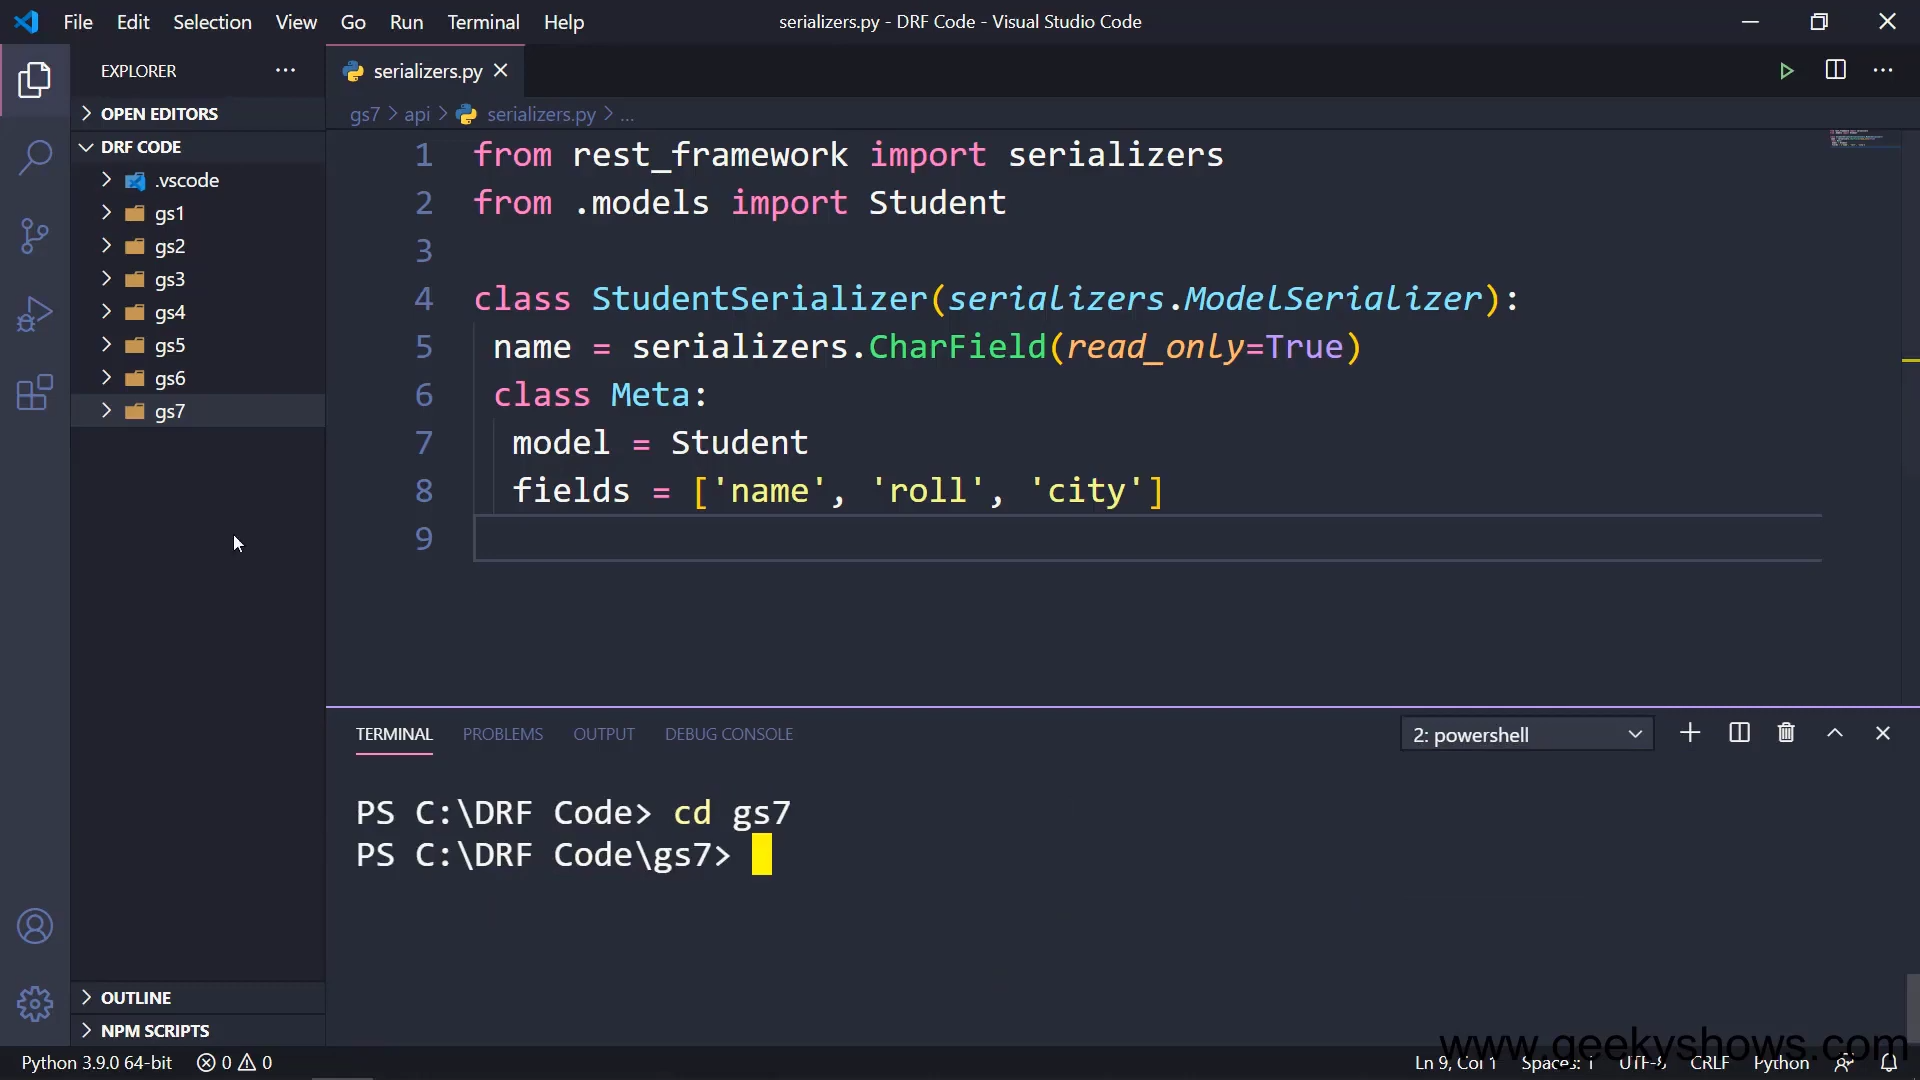 File Edit Selection View Go Run Terminal Help
serializers.py - DRF Code - Visual Studio Code
EXPLORER
OPEN EDITORS
DRF CODE
.vscode
gs1
gs2
gs3
gs4
gs5
gs6
gs7
OUTLINE
NPM SCRIPTS
serializers.py
gs7 > api > serializers.py > ...
1 from rest_framework import serializers
2 from .models import Student
3
4 class StudentSerializer(serializers.ModelSerializer):
5 name = serializers.CharField(read_only=True)
6 class Meta:
7 model = Student
8 fields = ['name', 'roll', 'city']
9
TERMINAL PROBLEMS OUTPUT DEBUG CONSOLE
2: powershell
PS C:\DRF Code> cd gs7
PS C:\DRF Code\gs7>
www.geekyshows.com
Python 3.9.0 64-bit 0 0
Ln 9, Col 1 Spaces: 1 UTF-8 CRLF Python